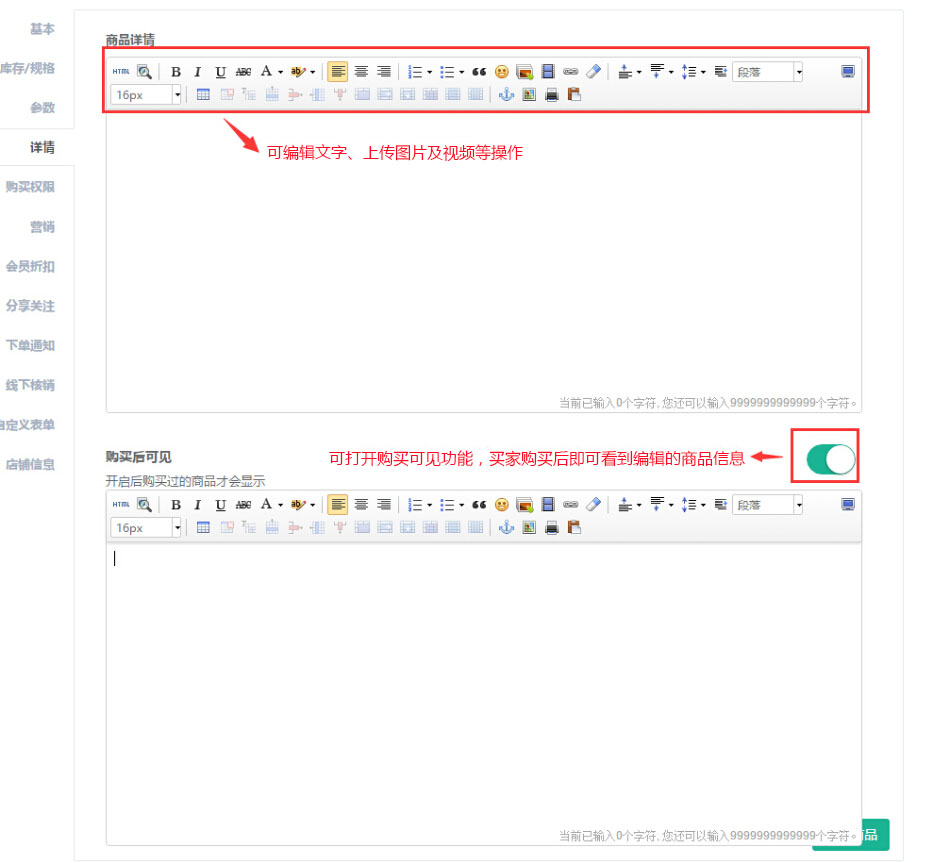 基本
库存/规格
参数
详情
购买权限
营销
会员折扣
分享关注
下单通知
线下核销
自定义表单
店铺信息
商品详情
HTML B I U ABC A ab 段落
16px
可编辑文字、上传图片及视频等操作
当前已输入0个字符, 您还可以输入9999999999999个字符。
购买后可见
可打开购买可见功能，买家购买后即可看到编辑的商品信息
开启后购买过的商品才会显示
HTML B I U ABC A ab 段落
16px
当前已输入0个字符, 您还可以输入9999999999999个字符。
品